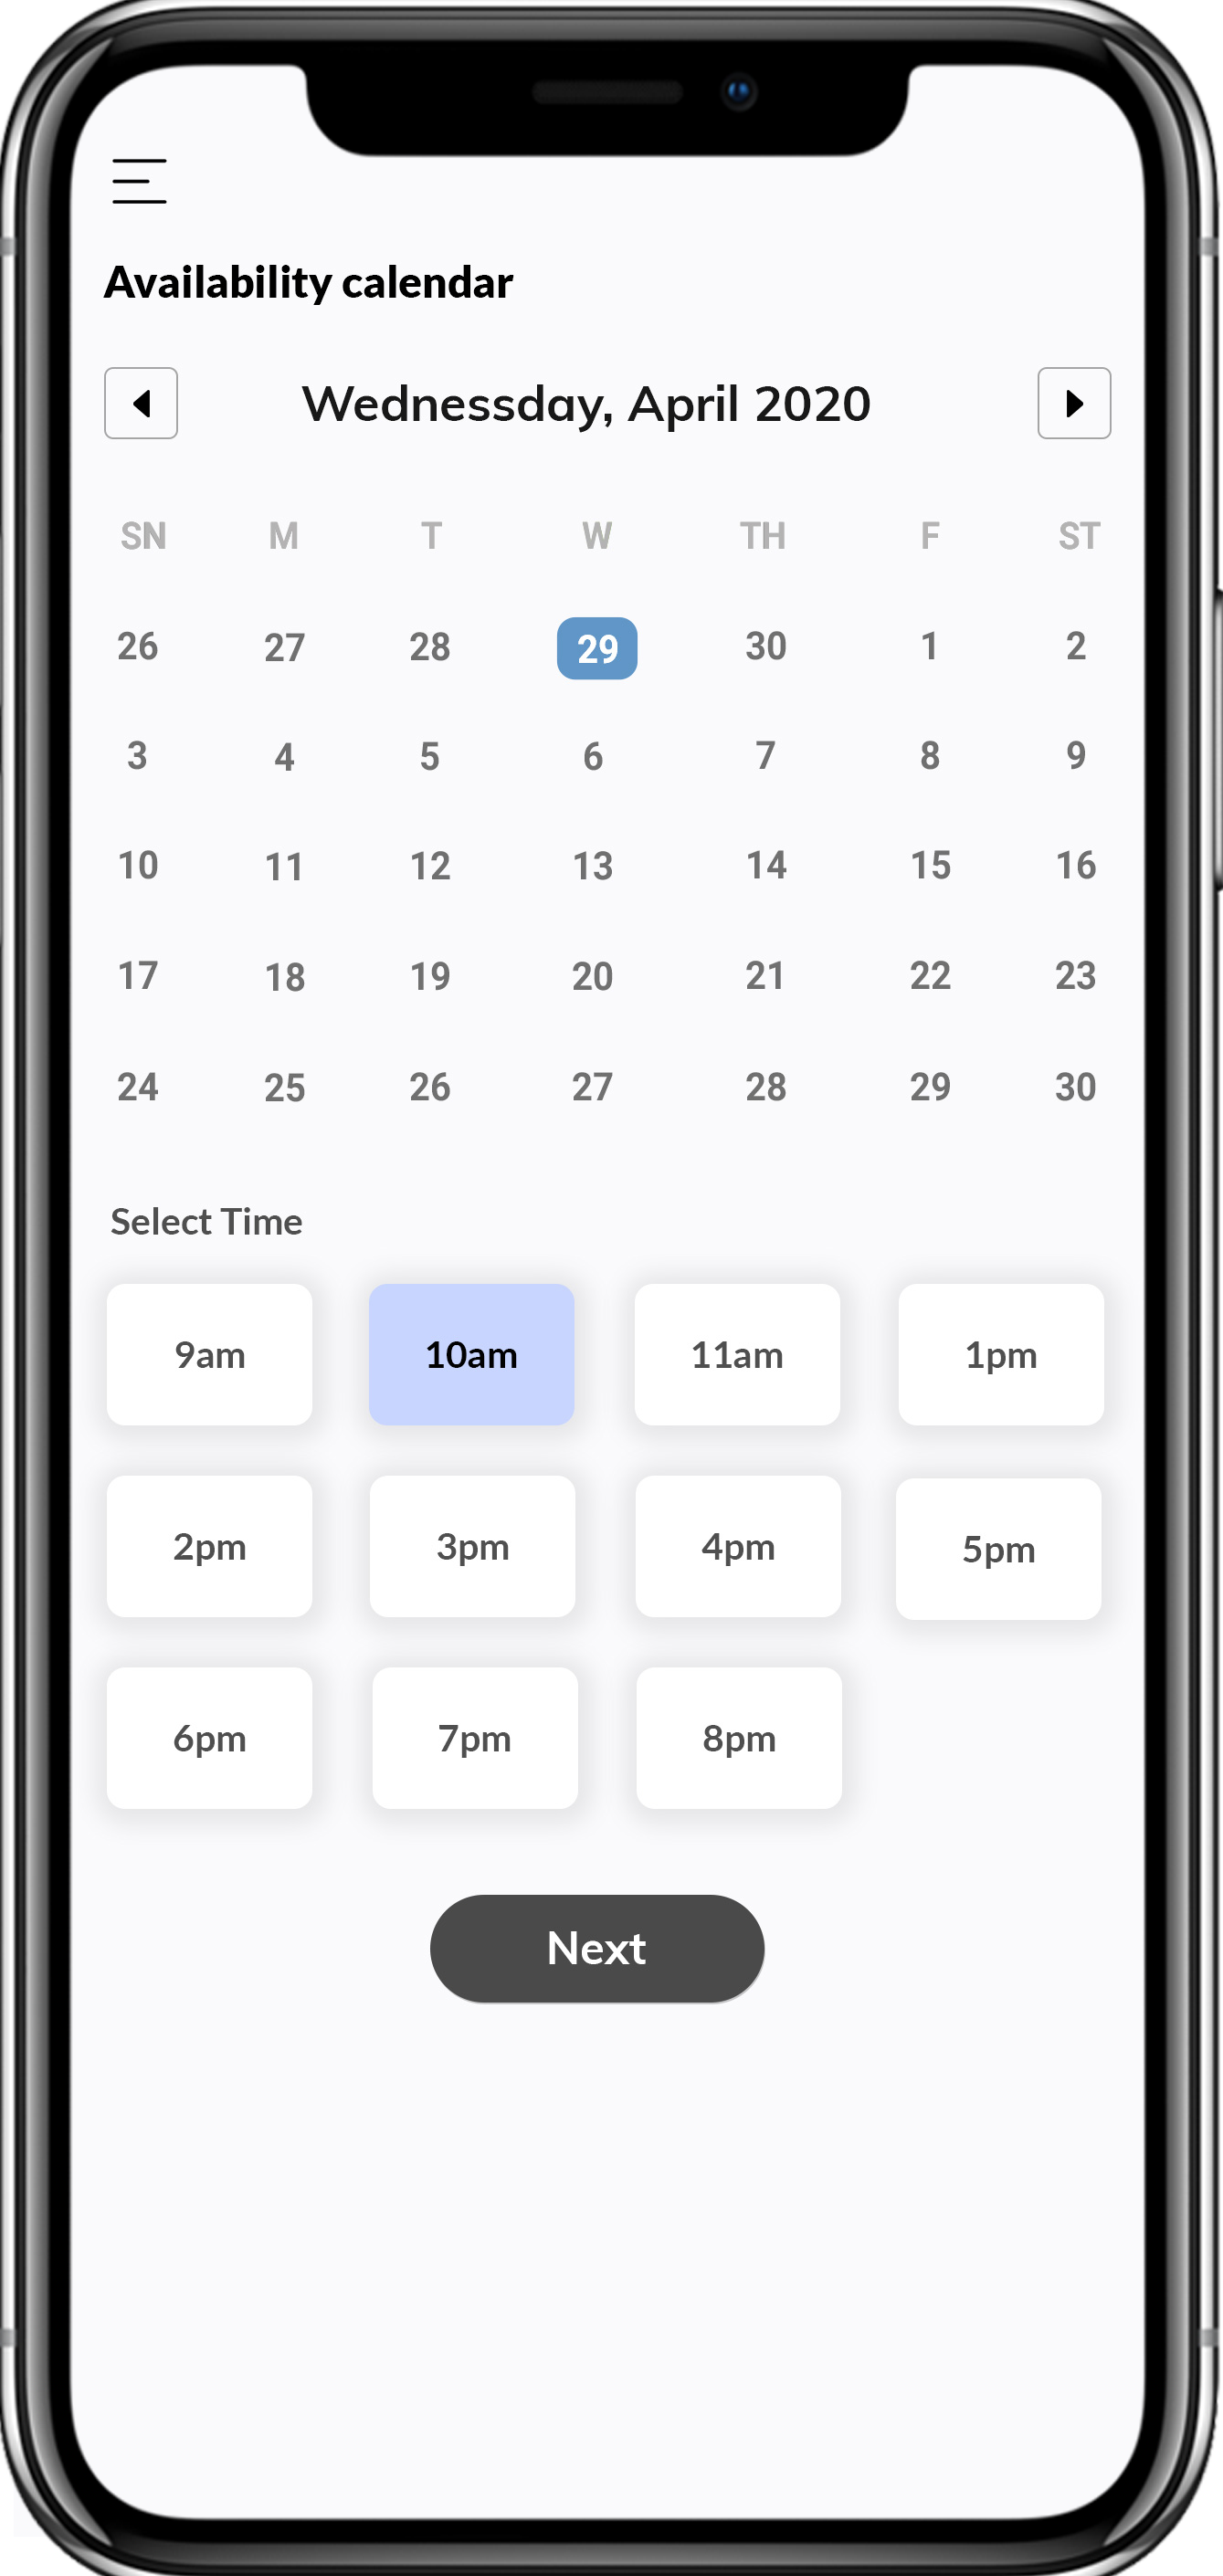 Availability calendar
Wednessday, April 2020
SN M T W TH F ST
26 27 28 29 30 1 2
3 4 5 6 7 8 9
10 11 12 13 14 15 16
17 18 19 20 21 22 23
24 25 26 27 28 29 30
Select Time
9am 10am 11am 1pm
2pm 3pm 4pm 5pm
6pm 7pm 8pm
Next